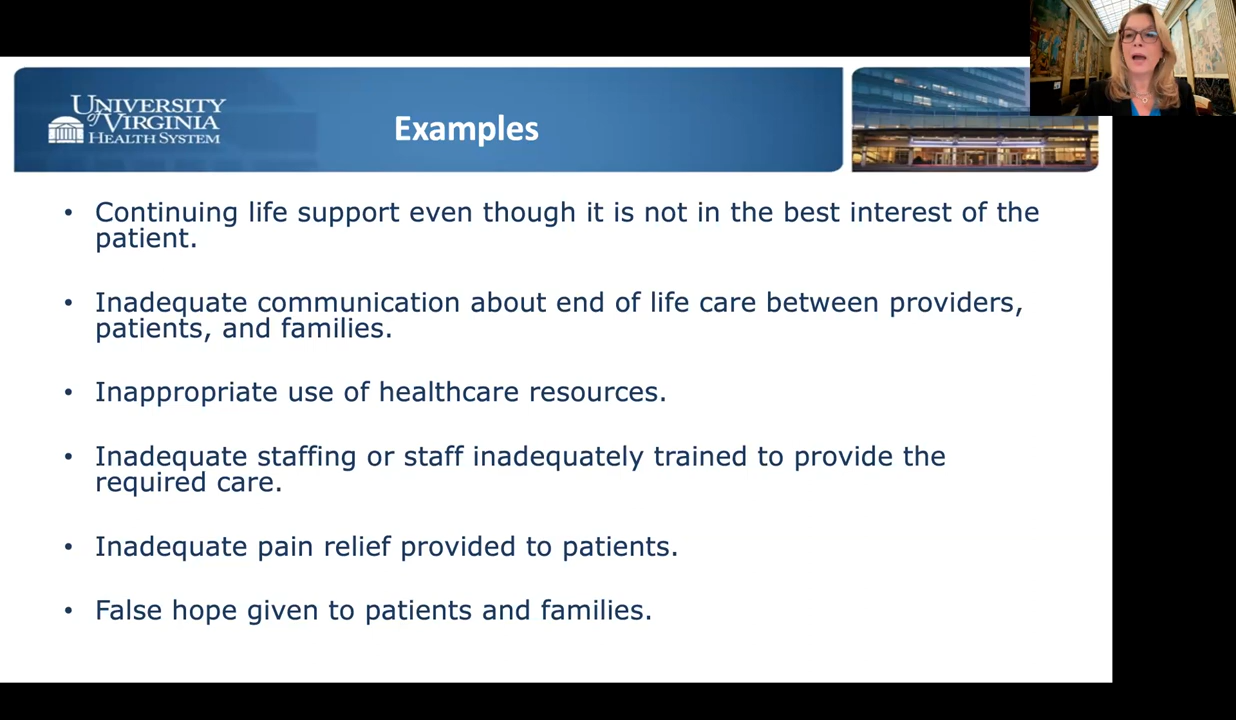 UNIVERSITY
of VIRGINIA
HEALTH SYSTEM
Examples
• Continuing life support even though it is not in the best interest of the
patient.
• Inadequate communication about end of life care between providers,
patients, and families.
• Inappropriate use of healthcare resources.
• Inadequate staffing or staff inadequately trained to provide the
required care.
• Inadequate pain relief provided to patients.
• False hope given to patients and families.